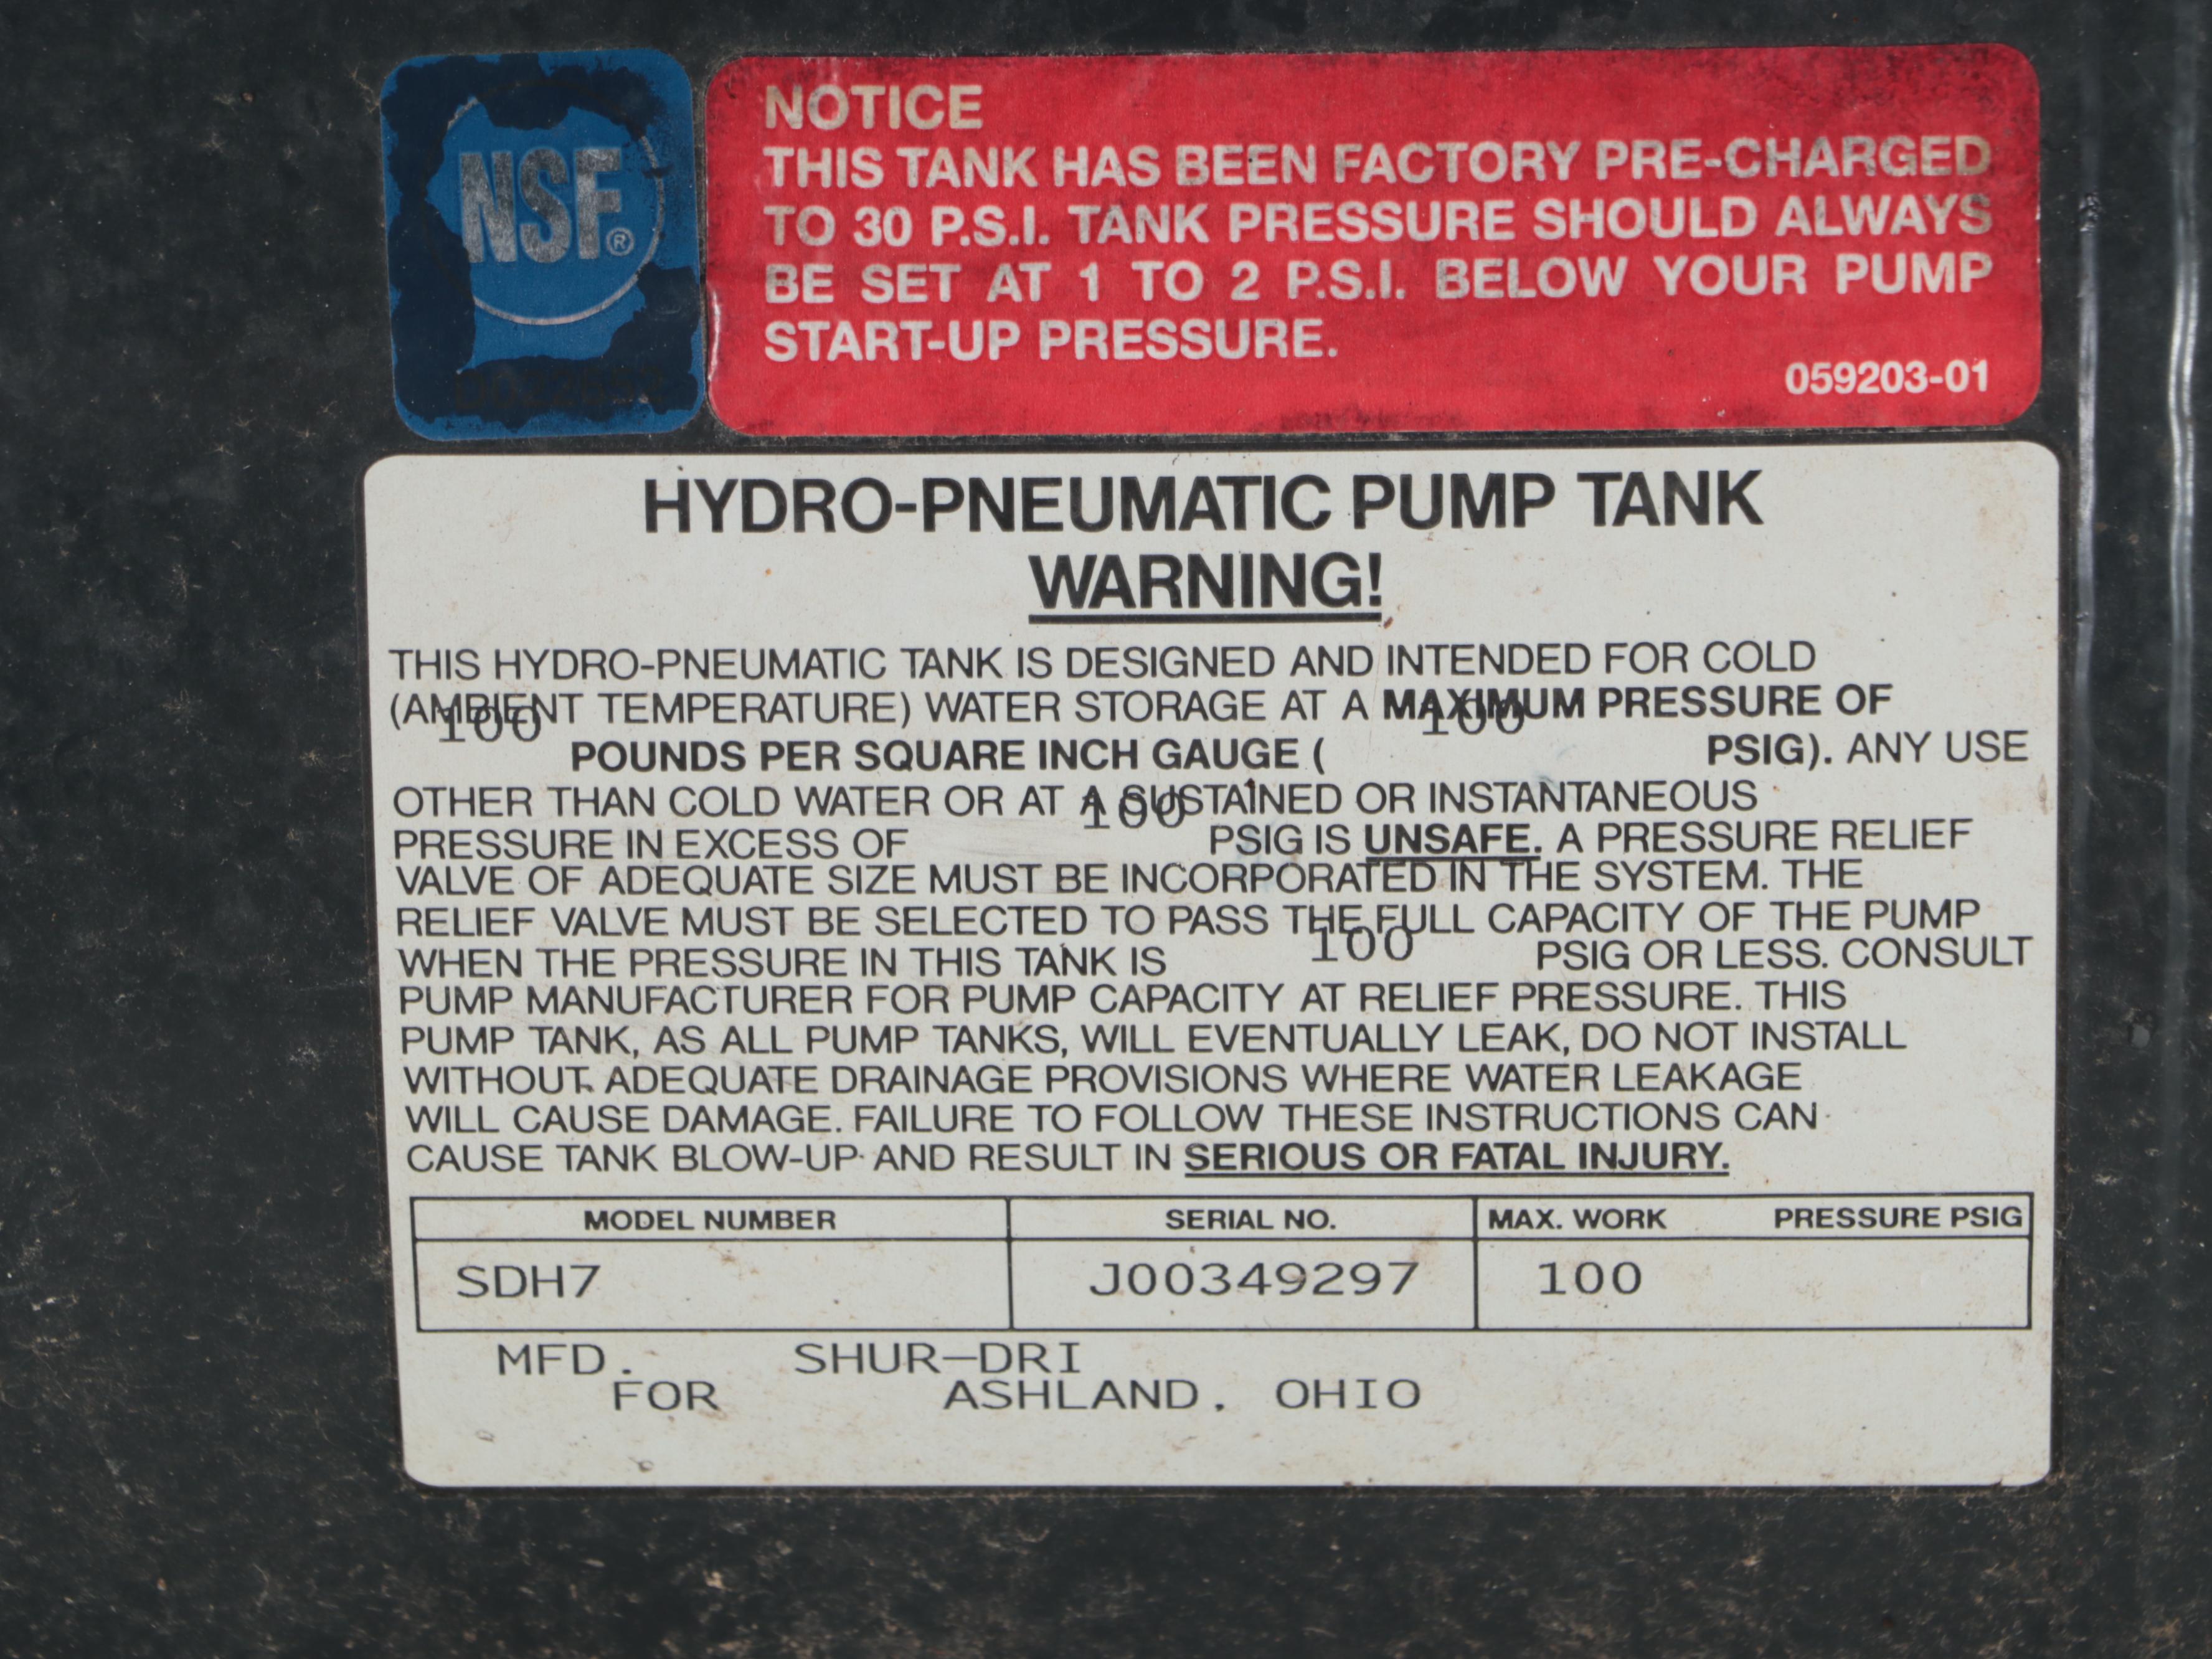 NSF®
NOTICE
THIS TANK HAS BEEN FACTORY PRE-CHARGED
TO 30 P.S.I. TANK PRESSURE SHOULD ALWAYS
BE SET AT 1 TO 2 P.S.I. BELOW YOUR PUMP
START-UP PRESSURE.
059203-01
HYDRO-PNEUMATIC PUMP TANK
WARNING!
THIS HYDRO-PNEUMATIC TANK IS DESIGNED AND INTENDED FOR COLD
(AMBIENT TEMPERATURE) WATER STORAGE AT A MAXIMUM PRESSURE OF
100 POUNDS PER SQUARE INCH GAUGE ( 100 PSIG). ANY USE
OTHER THAN COLD WATER OR AT A SUSTAINED OR INSTANTANEOUS
PRESSURE IN EXCESS OF 100 PSIG IS UNSAFE. A PRESSURE RELIEF
VALVE OF ADEQUATE SIZE MUST BE INCORPORATED IN THE SYSTEM. THE
RELIEF VALVE MUST BE SELECTED TO PASS THE FULL CAPACITY OF THE PUMP
WHEN THE PRESSURE IN THIS TANK IS 100 PSIG OR LESS. CONSULT
PUMP MANUFACTURER FOR PUMP CAPACITY AT RELIEF PRESSURE. THIS
PUMP TANK, AS ALL PUMP TANKS, WILL EVENTUALLY LEAK, DO NOT INSTALL
WITHOUT ADEQUATE DRAINAGE PROVISIONS WHERE WATER LEAKAGE
WILL CAUSE DAMAGE. FAILURE TO FOLLOW THESE INSTRUCTIONS CAN
CAUSE TANK BLOW-UP AND RESULT IN SERIOUS OR FATAL INJURY.
MODEL NUMBER SERIAL NO. MAX. WORK PRESSURE PSIG
SDH7 J00349297 100
MFD. SHUR-DRI
FOR ASHLAND, OHIO